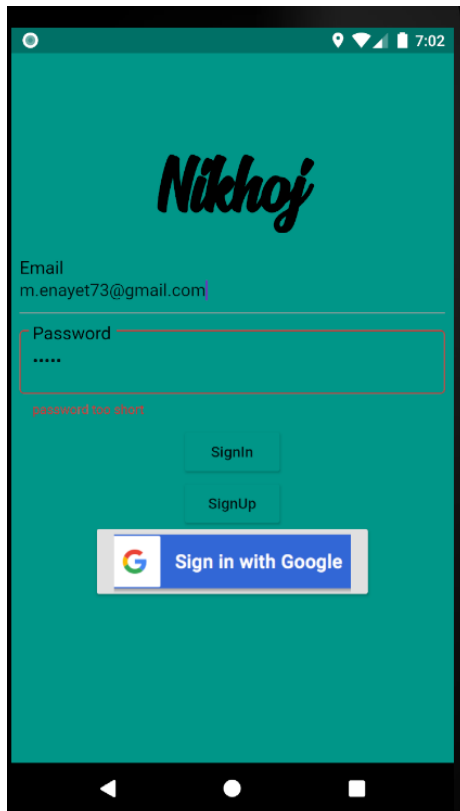 7:02
Nikhoj
Email
m.enayet73@gmail.com
Password
•••••
password too short
SignIn
SignUp
G Sign in with Google